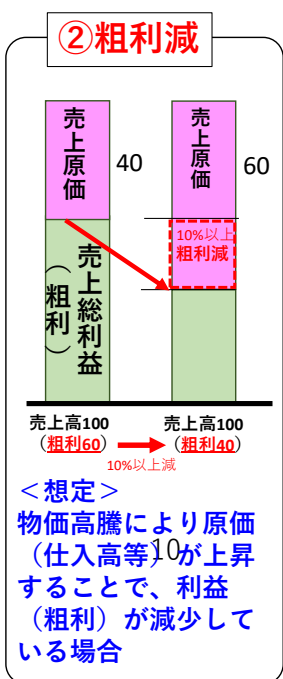 ②粗利減
売上原価
40
売上原価
60
10%以上
粗利減
売上総利益
（粗利）
売上高100
（粗利60）
売上高100
（粗利40）
10%以上減
＜想定＞
物価高騰により原価
（仕入高等）が上昇
10
することで、利益
（粗利）が減少して
いる場合